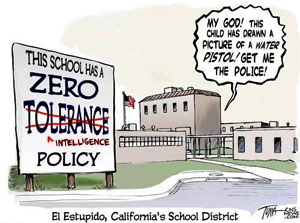 THIS SCHOOL HAS A
ZERO
TOLERANCE
INTELLIGENCE
POLICY
MY GOD! THIS
CHILD HAS DRAWN A
PICTURE OF A WATER
PISTOL! GET ME
THE POLICE!
El Estupido, California's School District